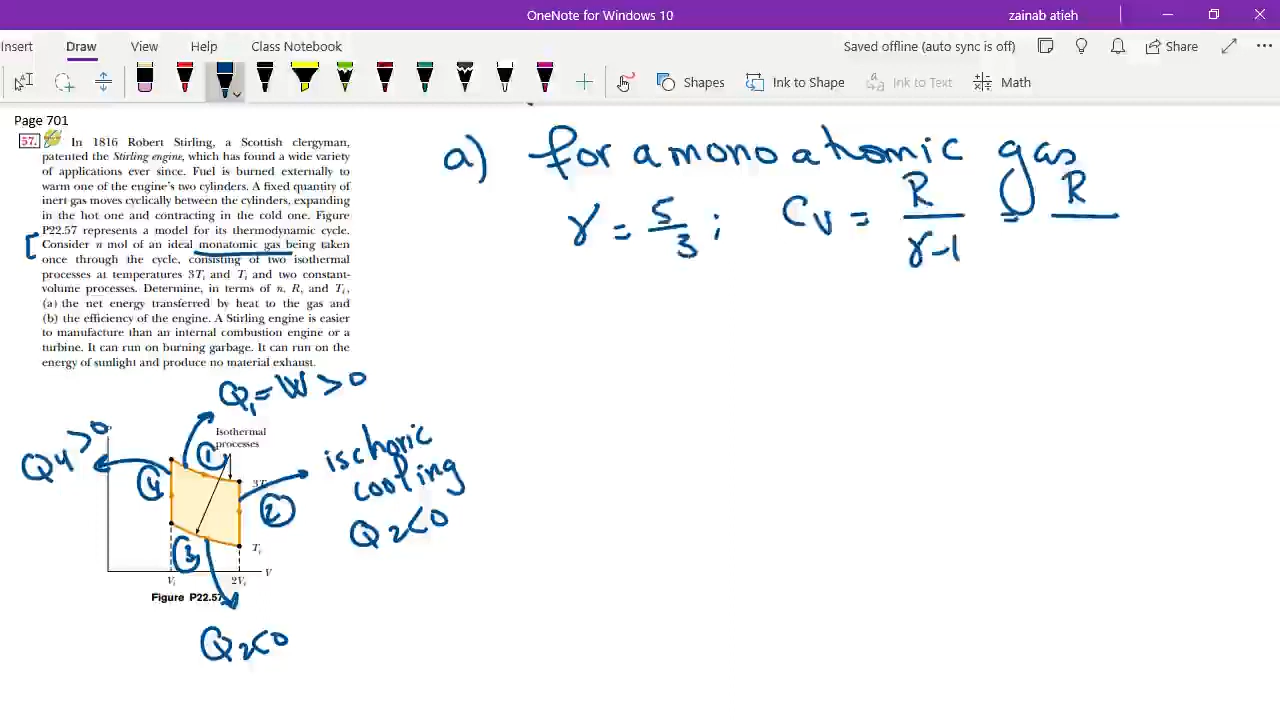 OneNote for Windows 10
zainab atieh
Insert Draw View Help Class Notebook
Saved offline (auto sync is off)
Share
Shapes
Ink to Shape
Ink to Text
Math
Page 701
57. In 1816 Robert Stirling, a Scottish clergyman,
patented the Stirling engine, which has found a wide variety
of applications ever since. Fuel is burned externally to
warm one of the engine's two cylinders. A fixed quantity of
inert gas moves cyclically between the cylinders, expanding
in the hot one and contracting in the cold one. Figure
P22.57 represents a model for its thermodynamic cycle.
Consider n mol of an ideal monatomic gas being taken
once through the cycle, consisting of two isothermal
processes at temperatures 3Ti and Ti and two constant-
volume processes. Determine, in terms of n, R, and Ti,
(a) the net energy transferred by heat to the gas and
(b) the efficiency of the engine. A Stirling engine is easier
to manufacture than an internal combustion engine or a
turbine. It can run on burning garbage. It can run on the
energy of sunlight and produce no material exhaust.
Q1 = W > 0
Isothermal
processes
Q4 > 0
1
ischoric
cooling
Q2<0
4
2
3
Ti
Vi
2Vi
V
Figure P22.57
Q2<0
a) for a mono atomic gas
γ = 5/3 ; Cv = R/γ-1 = R